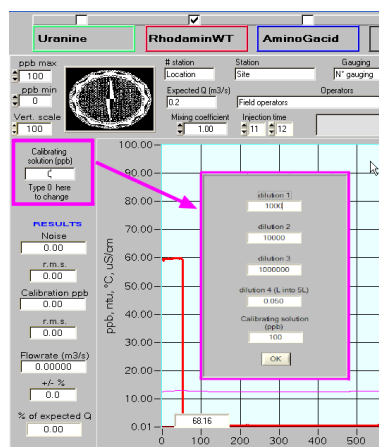 Uranine RhodaminWT AminoGacid
ppb max # station Station Gauging
100 Location Site N° gauging
ppb min Expected Q (m3/s) Operators
0 0.2 Field operators
Vert. scale Mixing coefficient Injection time
100 1.00 11 12
Calibrating
solution (ppb)
Type 0 here
to change
RESULTS
Noise
0.00
r.m.s.
0.00
Calibration ppb
0.00
r.m.s.
0.00
Flowrate (m3/s)
0.00000
+/- %
0.0
% of expected Q
0.00
ppb, ntu, °C, uS/cm
100.00
90.00
80.00
70.00
60.00
50.00
40.00
30.00
20.00
10.00
0.01
68.16
0 100 200 300 400 500
dilution 1
1000
dilution 2
10000
dilution 3
1000000
dilution 4 (L into 5L)
0.050
Calibrating solution
(ppb)
100
OK